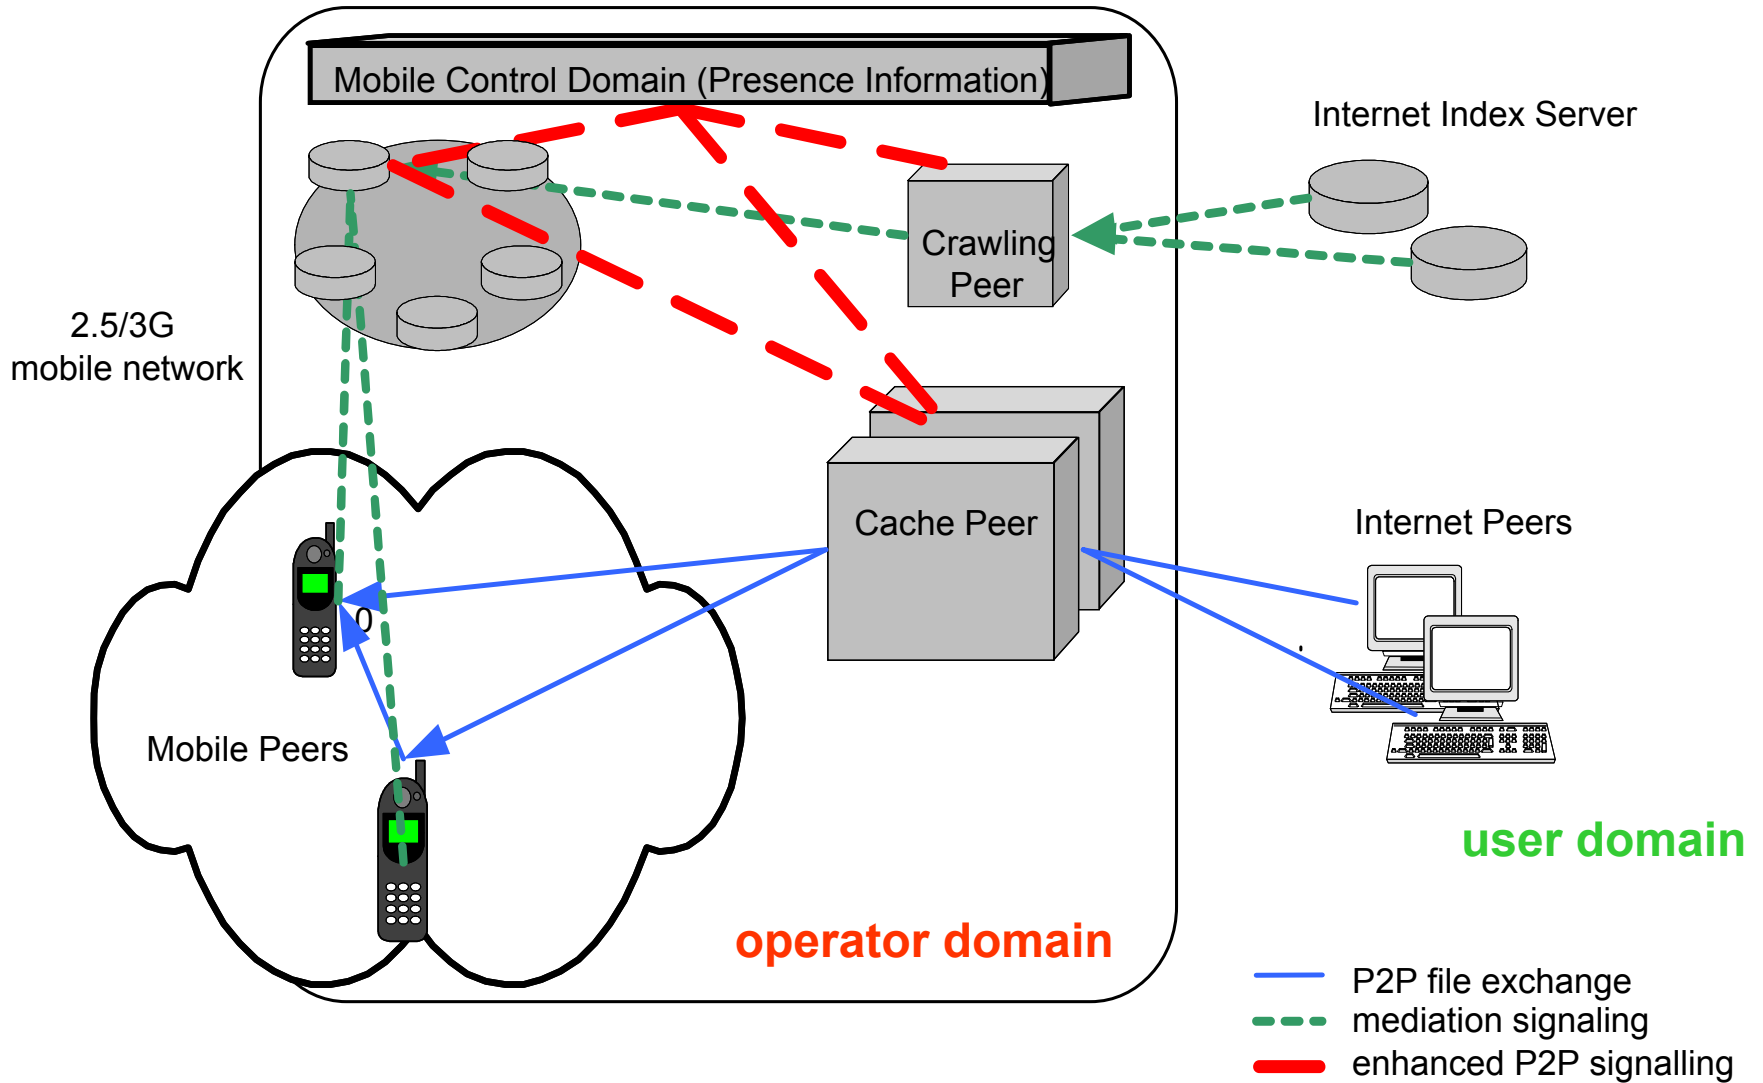 Mobile Control Domain (Presence Information)
Internet Index Server
Crawling
Peer
2.5/3G
mobile network
Cache Peer
Internet Peers
0
Mobile Peers
user domain
operator domain
P2P file exchange
mediation signaling
enhanced P2P signalling